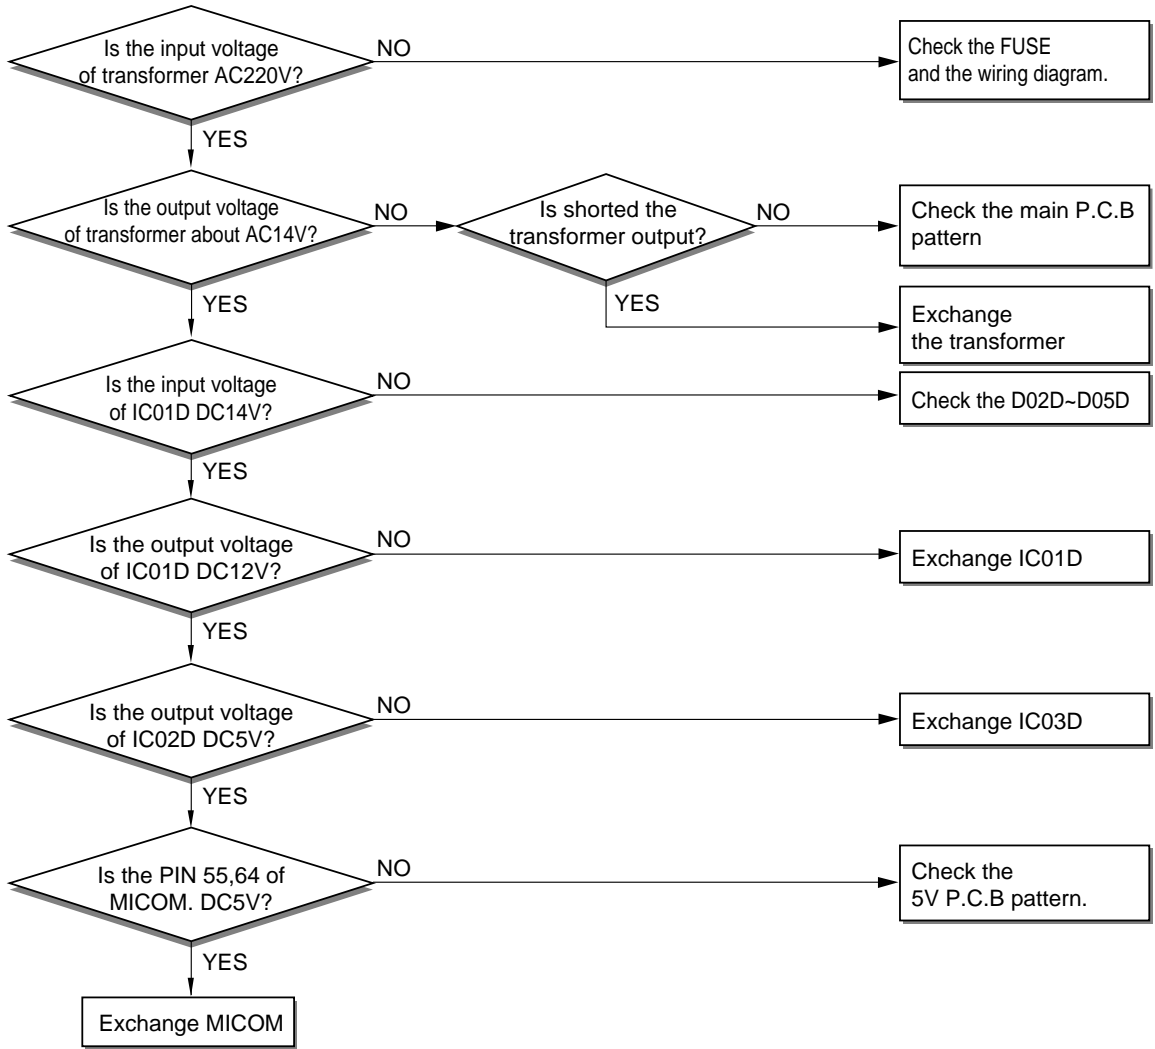 Is the input voltage
of transformer AC220V?
NO
Check the FUSE
and the wiring diagram.
YES
Is the output voltage
of transformer about AC14V?
NO
Is shorted the
transformer output?
NO
Check the main P.C.B
pattern
YES
YES
Exchange
the transformer
Is the input voltage
of IC01D DC14V?
NO
Check the D02D~D05D
YES
Is the output voltage
of IC01D DC12V?
NO
Exchange IC01D
YES
Is the output voltage
of IC02D DC5V?
NO
Exchange IC03D
YES
Is the PIN 55,64 of
MICOM. DC5V?
NO
Check the
5V P.C.B pattern.
YES
Exchange MICOM